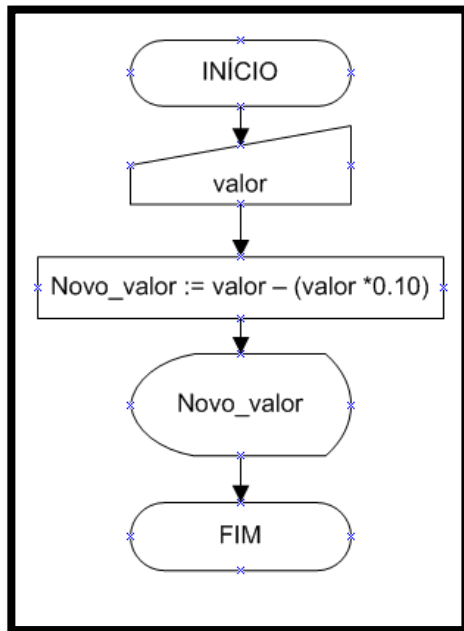 INÍCIO
valor
Novo_valor := valor – (valor *0.10)
Novo_valor
FIM